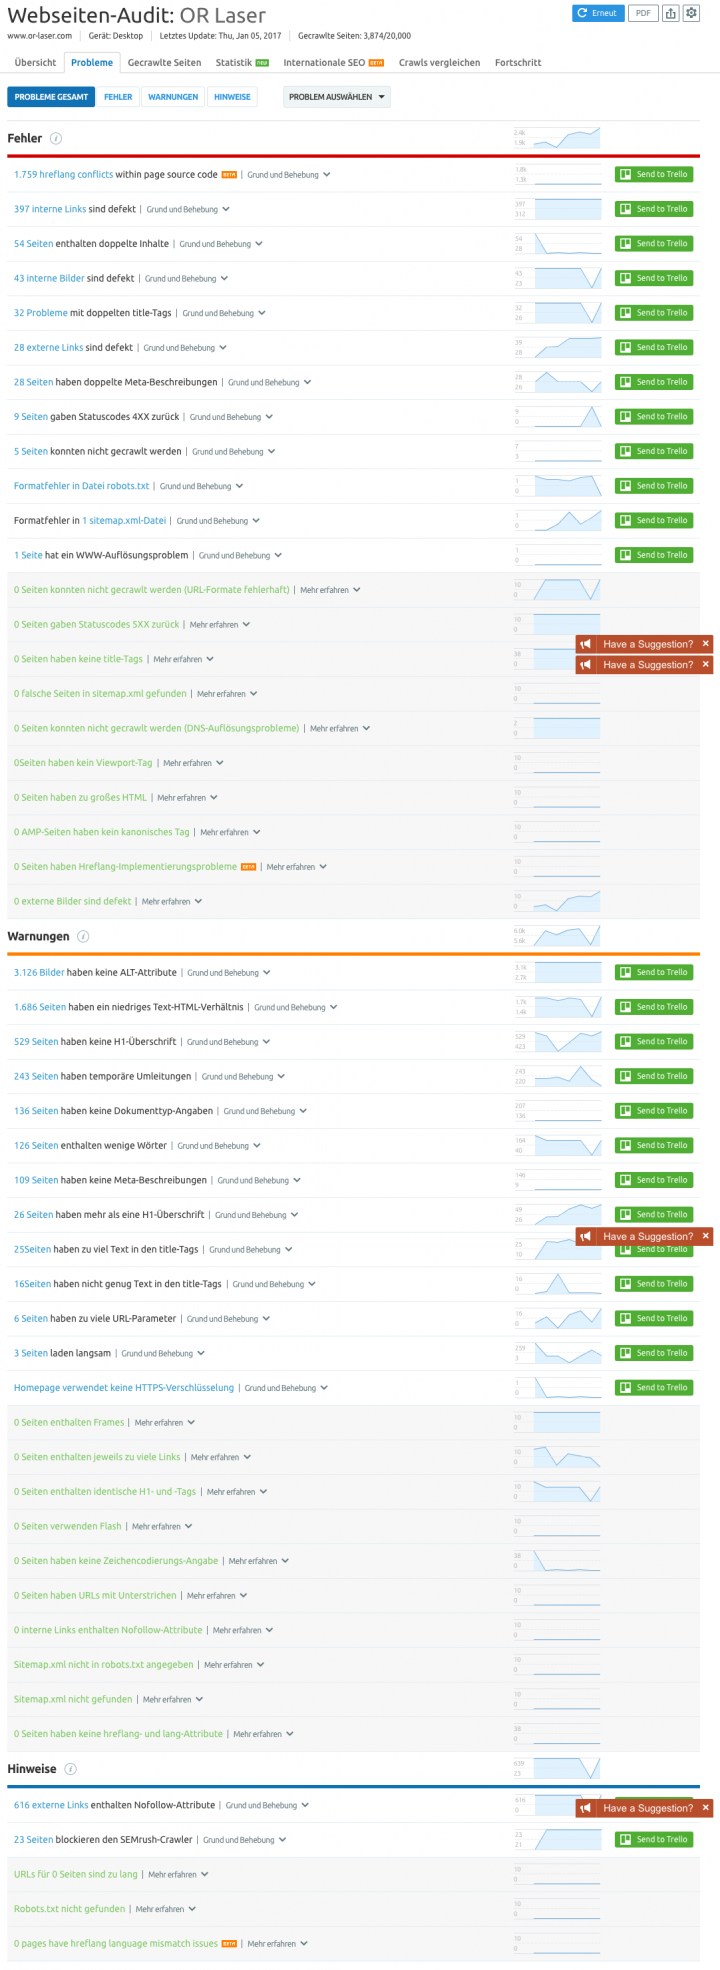 Webseiten-Audit: OR Laser
Erneut
PDF
www.or-laser.com | Gerät: Desktop | Letztes Update: Thu, Jan 05, 2017 | Gecrawlte Seiten: 3,874/20,000
Übersicht Probleme Gecrawlte Seiten Statistik NEU Internationale SEO BETA Crawls vergleichen Fortschritt
PROBLEME GESAMT FEHLER WARNUNGEN HINWEISE PROBLEM AUSWÄHLEN
Fehler 2.4k 1.9k
1.759 hreflang conflicts within page source code BETA | Grund und Behebung 1.8k 1.3k Send to Trello
397 interne Links sind defekt | Grund und Behebung 397 312 Send to Trello
54 Seiten enthalten doppelte Inhalte | Grund und Behebung 54 28 Send to Trello
43 interne Bilder sind defekt | Grund und Behebung 43 23 Send to Trello
32 Probleme mit doppelten title-Tags | Grund und Behebung 32 26 Send to Trello
28 externe Links sind defekt | Grund und Behebung 39 28 Send to Trello
28 Seiten haben doppelte Meta-Beschreibungen | Grund und Behebung 28 26 Send to Trello
9 Seiten gaben Statuscodes 4XX zurück | Grund und Behebung 9 0 Send to Trello
5 Seiten konnten nicht gecrawlt werden | Grund und Behebung 7 3 Send to Trello
Formatfehler in Datei robots.txt | Grund und Behebung 1 0 Send to Trello
Formatfehler in 1 sitemap.xml-Datei | Grund und Behebung 1 0 Send to Trello
1 Seite hat ein WWW-Auflösungsproblem | Grund und Behebung 1 0 Send to Trello
0 Seiten konnten nicht gecrawlt werden (URL-Formate fehlerhaft) | Mehr erfahren 10 0
0 Seiten gaben Statuscodes 5XX zurück | Mehr erfahren 10 0
Have a Suggestion? ×
0 Seiten haben keine title-Tags | Mehr erfahren 38 0
Have a Suggestion? ×
0 falsche Seiten in sitemap.xml gefunden | Mehr erfahren 10 0
0 Seiten konnten nicht gecrawlt werden (DNS-Auflösungsprobleme) | Mehr erfahren 2 0
0Seiten haben kein Viewport-Tag | Mehr erfahren 10 0
0 Seiten haben zu großes HTML | Mehr erfahren 10 0
0 AMP-Seiten haben kein kanonisches Tag | Mehr erfahren 10 0
0 Seiten haben Hreflang-Implementierungsprobleme BETA | Mehr erfahren 10 0
0 externe Bilder sind defekt | Mehr erfahren 10 0
Warnungen 6.0k 5.6k
3.126 Bilder haben keine ALT-Attribute | Grund und Behebung 3.1k 2.7k Send to Trello
1.686 Seiten haben ein niedriges Text-HTML-Verhältnis | Grund und Behebung 1.7k 1.4k Send to Trello
529 Seiten haben keine H1-Überschrift | Grund und Behebung 529 423 Send to Trello
243 Seiten haben temporäre Umleitungen | Grund und Behebung 243 220 Send to Trello
136 Seiten haben keine Dokumenttyp-Angaben | Grund und Behebung 207 136 Send to Trello
126 Seiten enthalten wenige Wörter | Grund und Behebung 164 40 Send to Trello
109 Seiten haben keine Meta-Beschreibungen | Grund und Behebung 146 9 Send to Trello
26 Seiten haben mehr als eine H1-Überschrift | Grund und Behebung 49 26 Send to Trello
Have a Suggestion? ×
25Seiten haben zu viel Text in den title-Tags | Grund und Behebung 25 10 Send to Trello
16Seiten haben nicht genug Text in den title-Tags | Grund und Behebung 16 0 Send to Trello
6 Seiten haben zu viele URL-Parameter | Grund und Behebung 16 0 Send to Trello
3 Seiten laden langsam | Grund und Behebung 259 3 Send to Trello
Homepage verwendet keine HTTPS-Verschlüsselung | Grund und Behebung 1 0 Send to Trello
0 Seiten enthalten Frames | Mehr erfahren 10 0
0 Seiten enthalten jeweils zu viele Links | Mehr erfahren 10 0
0 Seiten enthalten identische H1- und -Tags | Mehr erfahren 10 0
0 Seiten verwenden Flash | Mehr erfahren 10 0
0 Seiten haben keine Zeichencodierungs-Angabe | Mehr erfahren 38 0
0 Seiten haben URLs mit Unterstrichen | Mehr erfahren 10 0
0 interne Links enthalten Nofollow-Attribute | Mehr erfahren 10 0
Sitemap.xml nicht in robots.txt angegeben | Mehr erfahren 10 0
Sitemap.xml nicht gefunden | Mehr erfahren 10 0
0 Seiten haben keine hreflang- und lang-Attribute | Mehr erfahren 38 0
Hinweise 639 23
616 externe Links enthalten Nofollow-Attribute | Grund und Behebung 616 0
Have a Suggestion? ×
23 Seiten blockieren den SEMrush-Crawler | Grund und Behebung 23 21 Send to Trello
URLs für 0 Seiten sind zu lang | Mehr erfahren 10 0
Robots.txt nicht gefunden | Mehr erfahren 10 0
0 pages have hreflang language mismatch issues BETA | Mehr erfahren 10 0